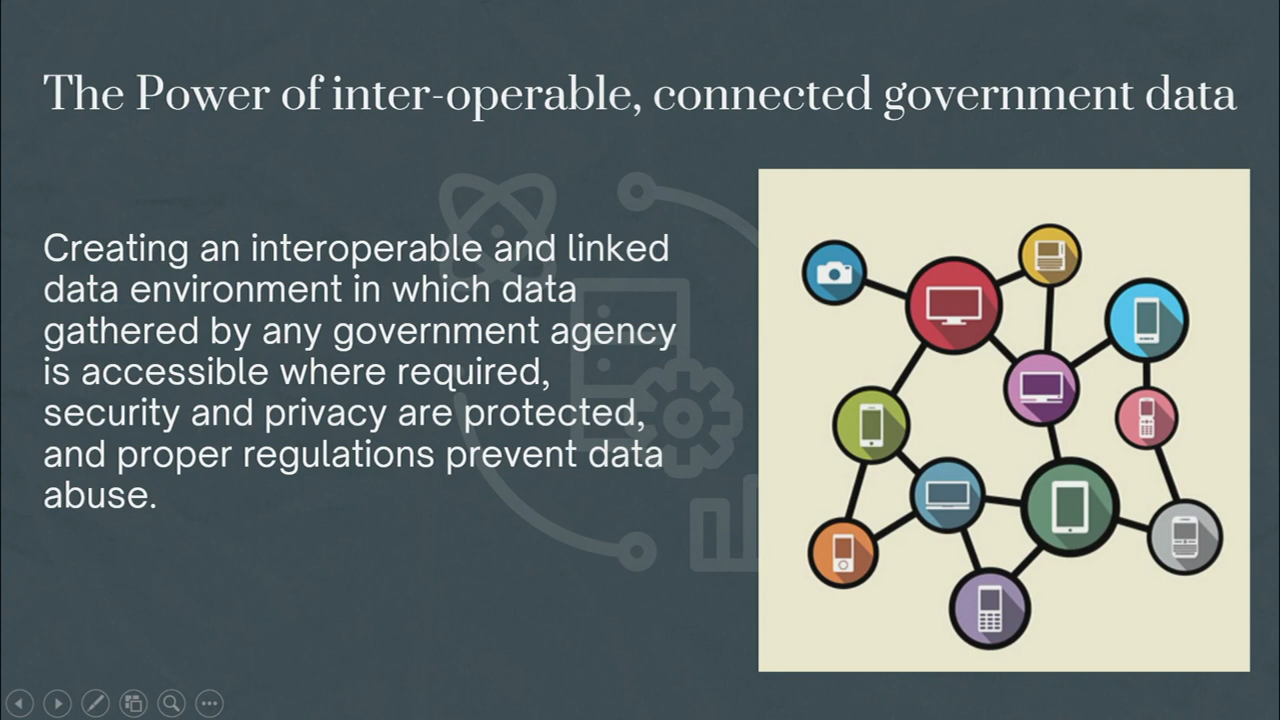 The Power of inter-operable, connected government data
Creating an interoperable and linked
data environment in which data
gathered by any government agency
is accessible where required,
security and privacy are protected,
and proper regulations prevent data
abuse.